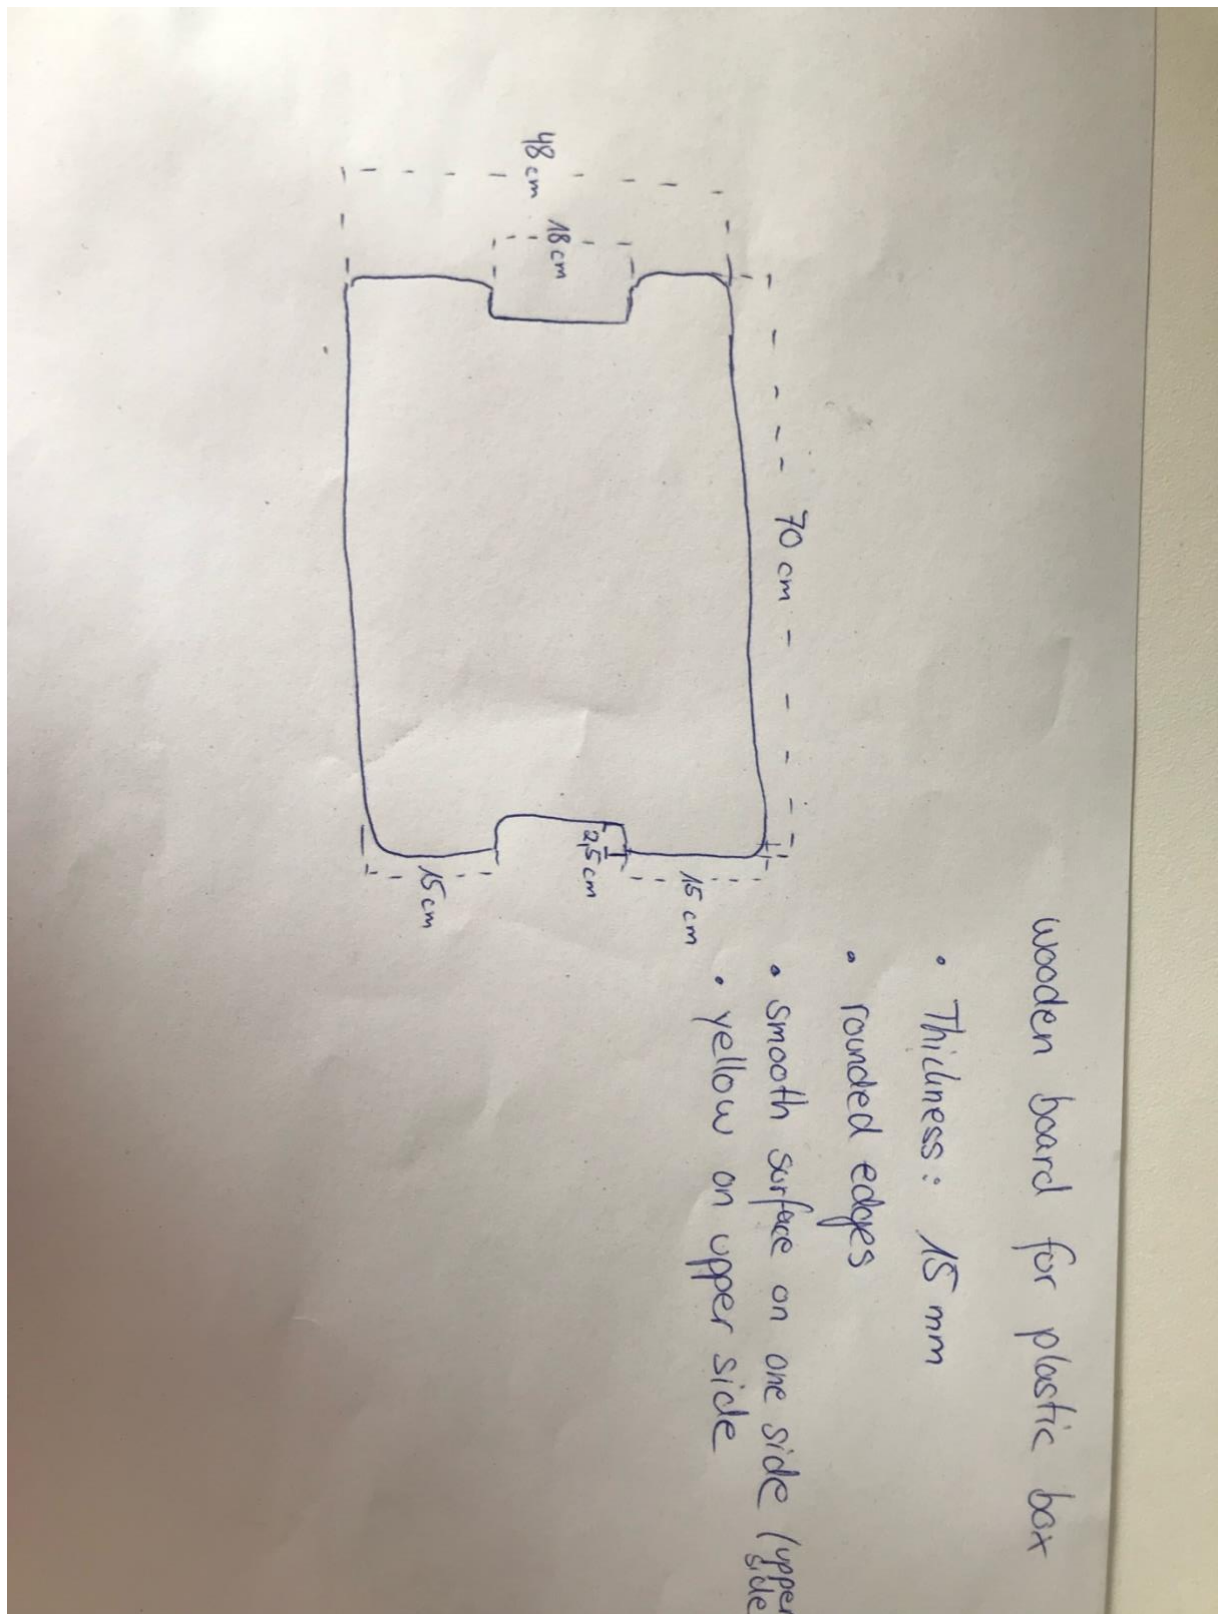 wooden board for plastic box
• Thickness: 15 mm
• rounded edges
• smooth surface on one side (upper
side
• yellow on upper side
70 cm
48 cm
18 cm
15 cm
2,5 cm
15 cm